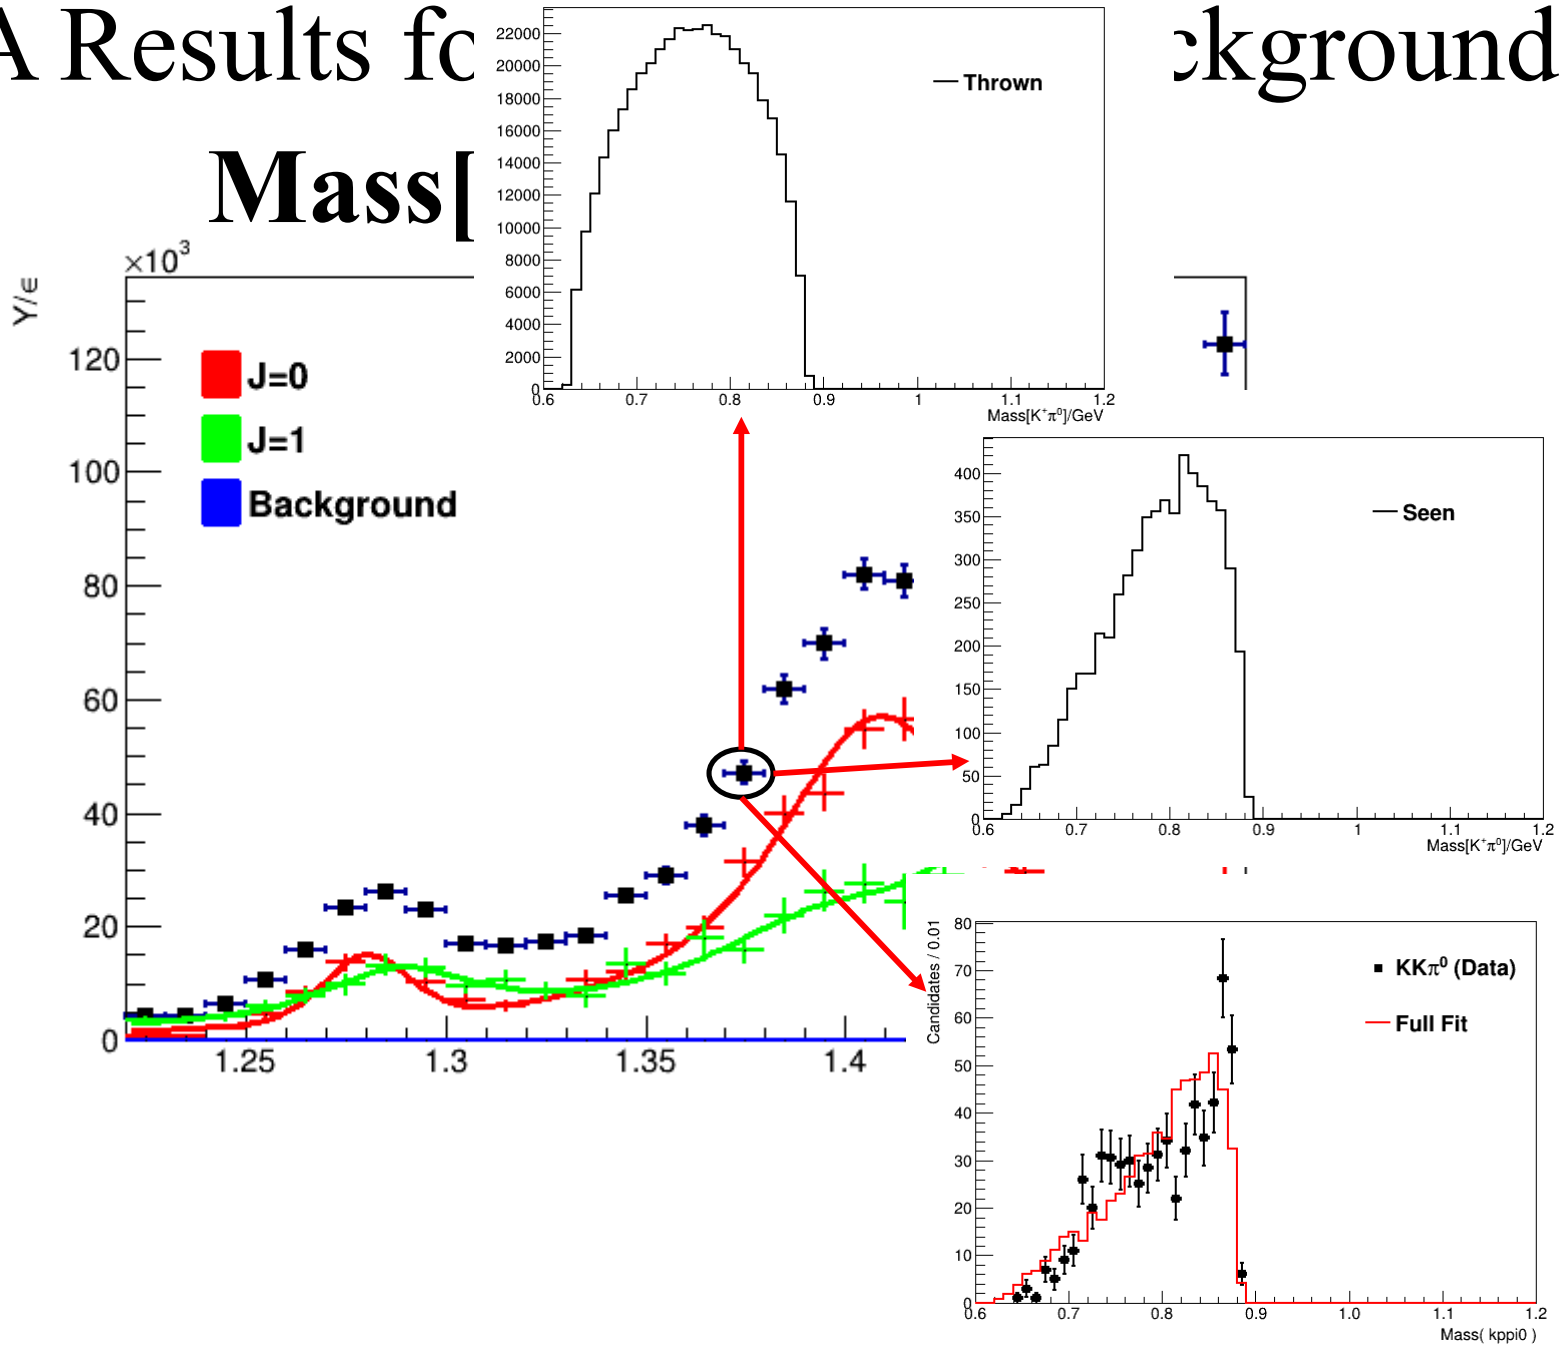 A Results fo ckground
Mass[
×10³
Y/ϵ
120
100
80
60
40
20
0
1.25 1.3 1.35 1.4
J=0
J=1
Background
22000
20000
18000
16000
14000
12000
10000
8000
6000
4000
2000
0
0.6 0.7 0.8 0.9 1 1.1 1.2
Mass[K⁺π⁰]/GeV
Thrown
400
350
300
250
200
150
100
50
0
0.6 0.7 0.8 0.9 1 1.1 1.2
Mass[K⁺π⁰]/GeV
Seen
Candidates / 0.01
80
70
60
50
40
30
20
10
0
0.6 0.7 0.8 0.9 1.0 1.1 1.2
Mass( kppi0 )
KKπ⁰ (Data)
Full Fit